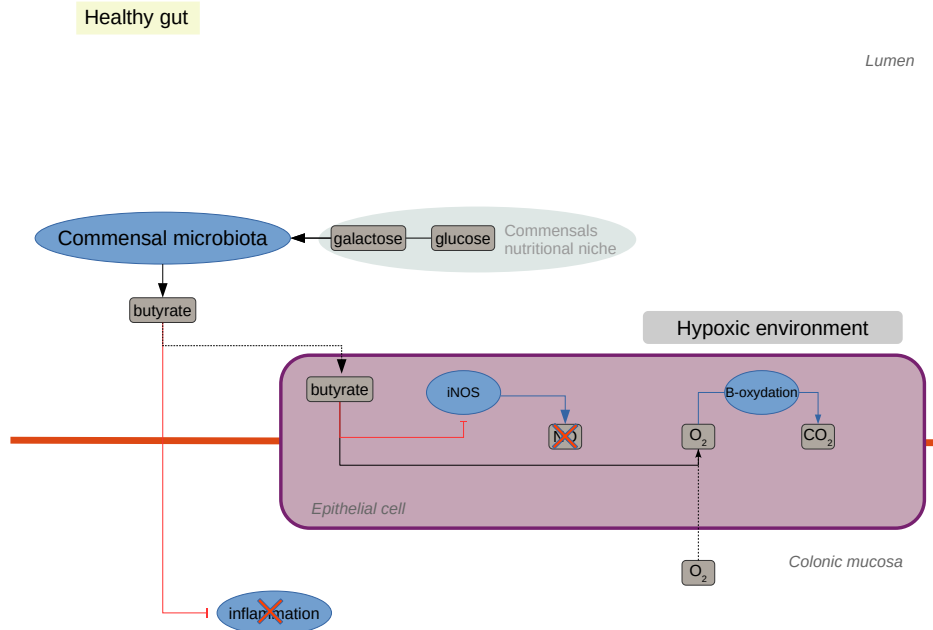 Healthy gut
Lumen
Commensal microbiota
galactose
glucose
Commensals
nutritional niche
butyrate
Hypoxic environment
butyrate
iNOS
B-oxydation
NO
O2
CO2
Epithelial cell
Colonic mucosa
O2
inflammation